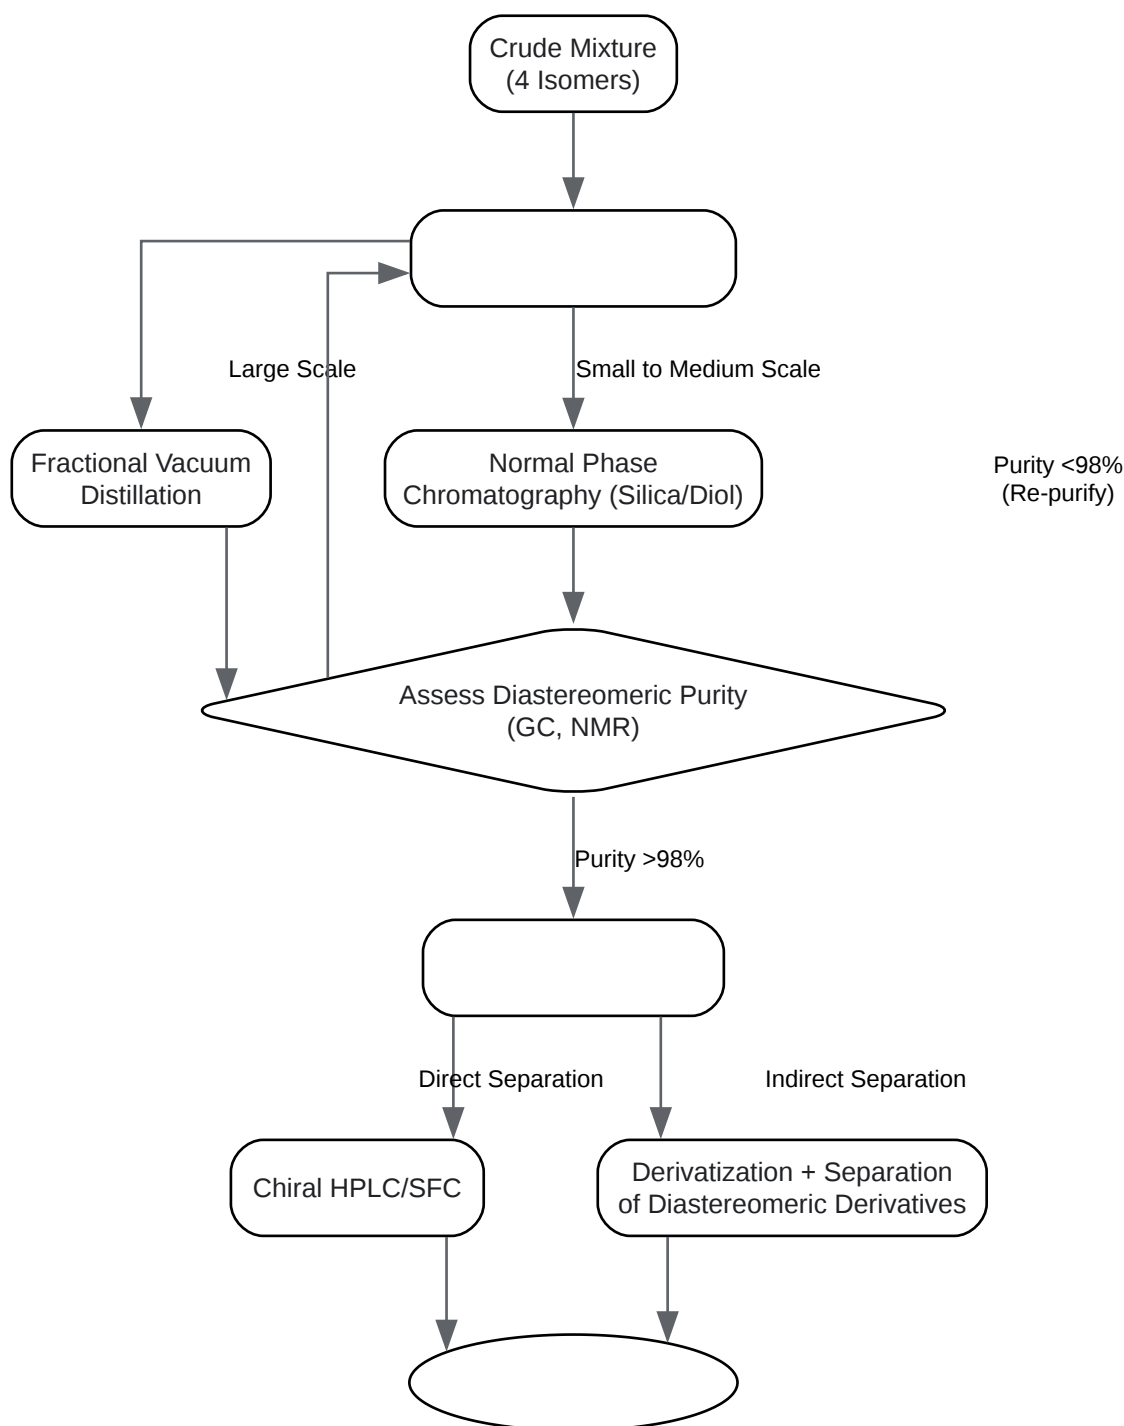 Crude Mixture
(4 Isomers)
Large Scale
Small to Medium Scale
Fractional Vacuum
Distillation
Normal Phase
Chromatography (Silica/Diol)
Purity <98%
(Re-purify)
Assess Diastereomeric Purity
(GC, NMR)
Purity >98%
Direct Separation
Indirect Separation
Chiral HPLC/SFC
Derivatization + Separation
of Diastereomeric Derivatives